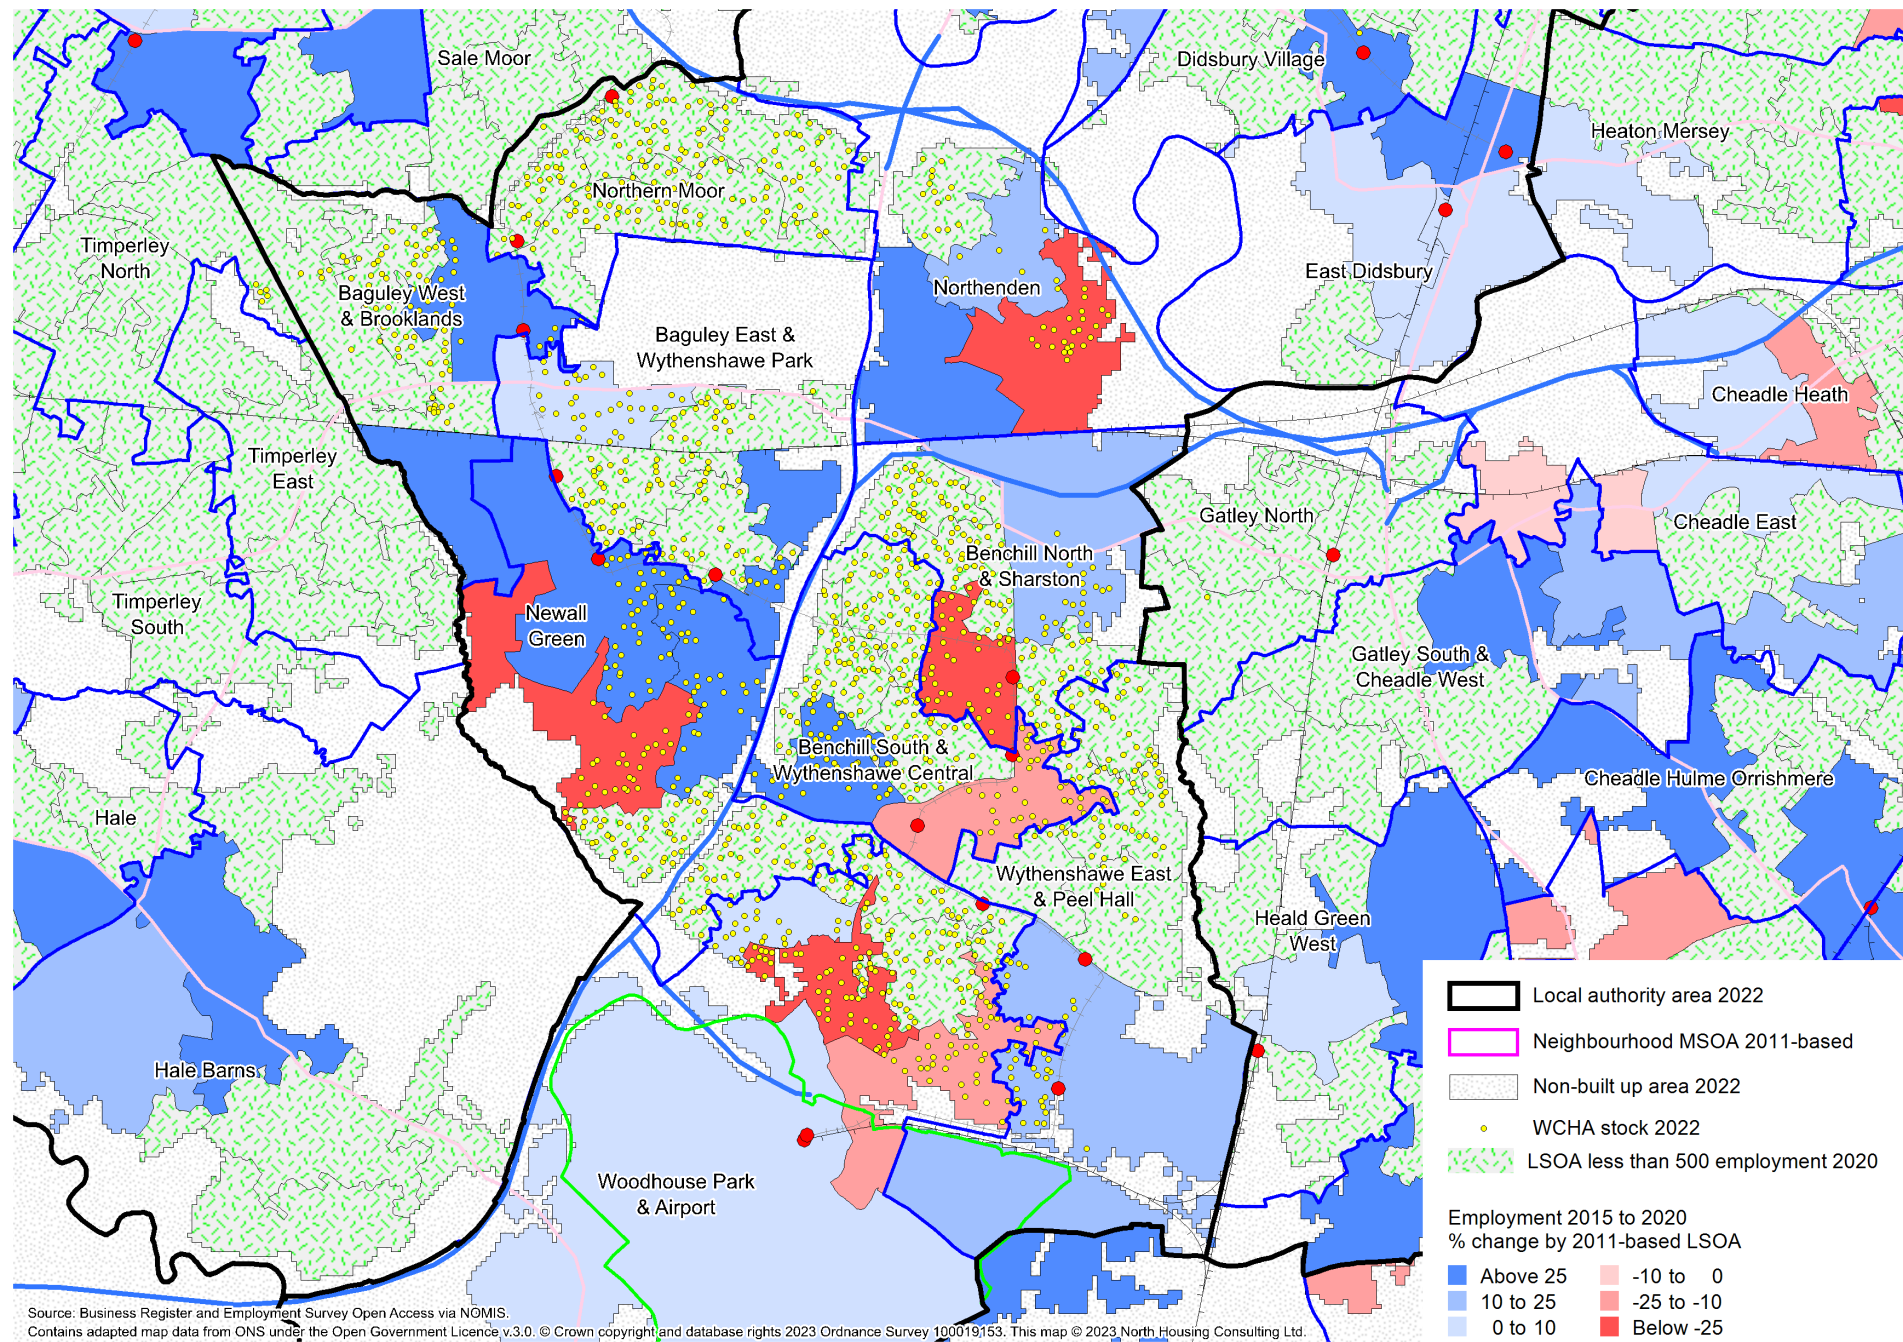 Sale Moor
Didsbury Village
Heaton Mersey
Northern Moor
Timperley
North
Baguley West
& Brooklands
Northenden
East Didsbury
Baguley East &
Wythenshawe Park
Cheadle Heath
Timperley
East
Gatley North
Cheadle East
Benchill North
& Sharston
Timperley
South
Newall
Green
Gatley South &
Cheadle West
Benchill South &
Wythenshawe Central
Cheadle Hulme Orrishmere
Hale
Wythenshawe East
& Peel Hall
Heald Green
West
Hale Barns
Woodhouse Park
& Airport
Local authority area 2022
Neighbourhood MSOA 2011-based
Non-built up area 2022
WCHA stock 2022
LSOA less than 500 employment 2020
Employment 2015 to 2020
% change by 2011-based LSOA
Above 25
10 to 25
0 to 10
-10 to 0
-25 to -10
Below -25
Source: Business Register and Employment Survey Open Access via NOMIS.
Contains adapted map data from ONS under the Open Government Licence v.3.0. © Crown copyright and database rights 2023 Ordnance Survey 100019153. This map © 2023 North Housing Consulting Ltd.